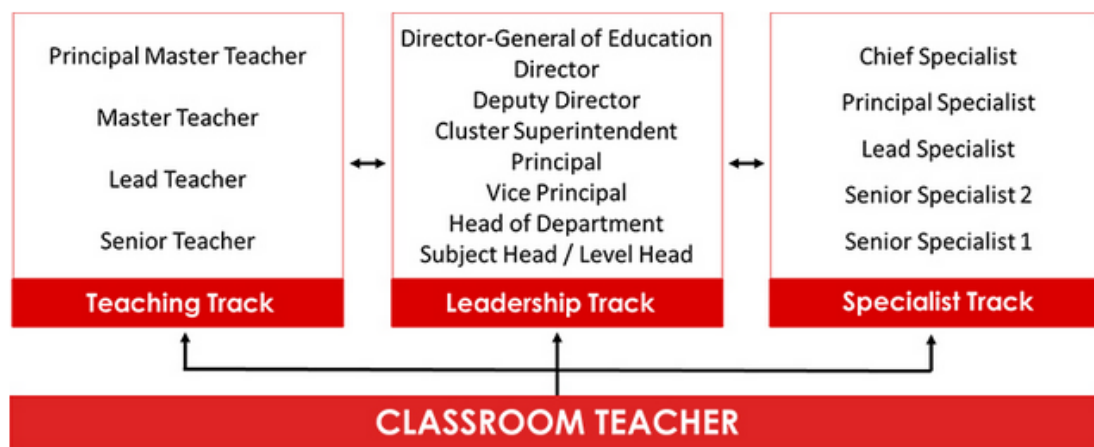 Principal Master Teacher
Master Teacher
Lead Teacher
Senior Teacher
Teaching Track
Director-General of Education
Director
Deputy Director
Cluster Superintendent
Principal
Vice Principal
Head of Department
Subject Head / Level Head
Leadership Track
Chief Specialist
Principal Specialist
Lead Specialist
Senior Specialist 2
Senior Specialist 1
Specialist Track
CLASSROOM TEACHER